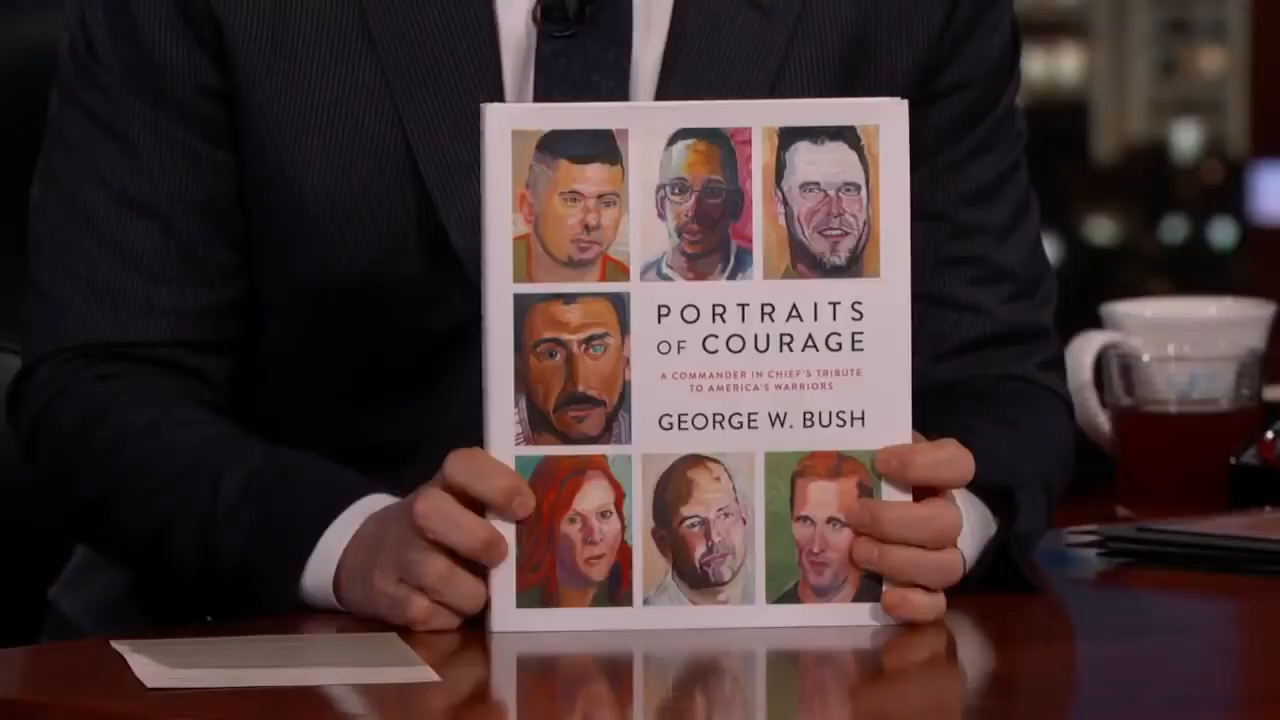 PORTRAITS
OF COURAGE
A COMMANDER IN CHIEF'S TRIBUTE
TO AMERICA'S WARRIORS
GEORGE W. BUSH